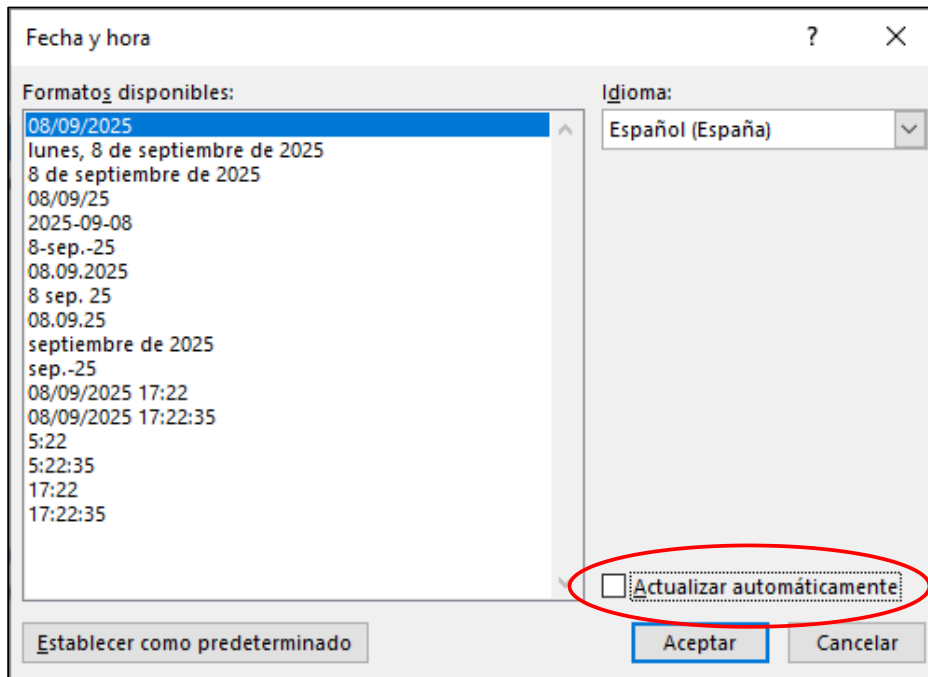 Fecha y hora
Formatos disponibles:
08/09/2025
lunes, 8 de septiembre de 2025
8 de septiembre de 2025
08/09/25
2025-09-08
8-sep.-25
08.09.2025
8 sep. 25
08.09.25
septiembre de 2025
sep.-25
08/09/2025 17:22
08/09/2025 17:22:35
5:22
5:22:35
17:22
17:22:35
Idioma:
Español (España)
Actualizar automáticamente
Establecer como predeterminado
Aceptar
Cancelar